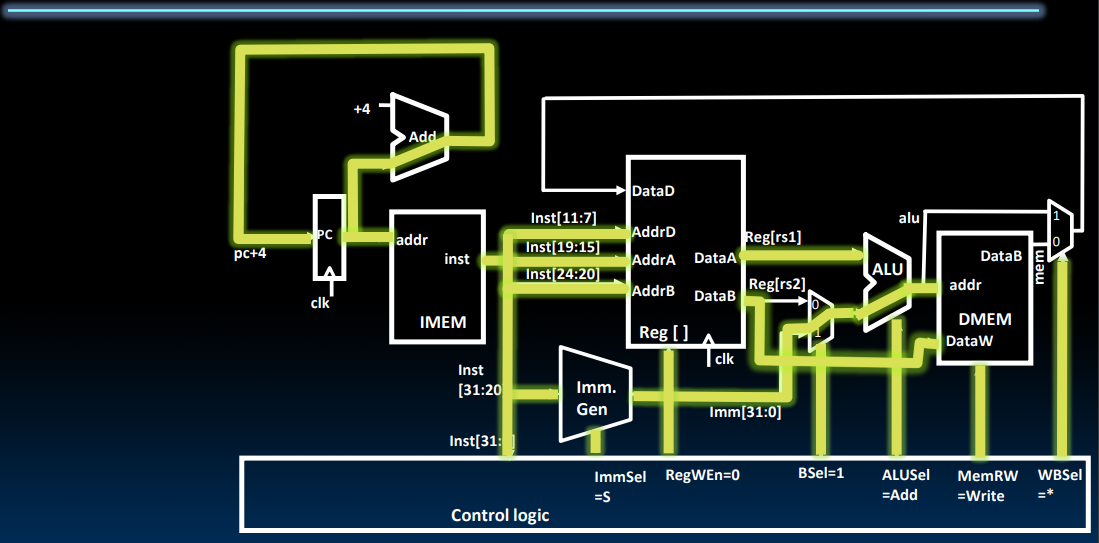 +4
Add
DataD
Inst[11:7]
alu
1
PC
addr
AddrD
Reg[rs1]
0
pc+4
inst
Inst[19:15]
AddrA
DataA
ALU
DataB
mem
Inst[24:20]
AddrB
DataB
Reg[rs2]
addr
clk
IMEM
Reg [ ]
0
1
DMEM
DataW
clk
Inst
[31:20
Imm.
Gen
Imm[31:0]
Inst[31:
ImmSel
=S
RegWEn=0
BSel=1
ALUSel
=Add
MemRW
=Write
WBSel
=*
Control logic